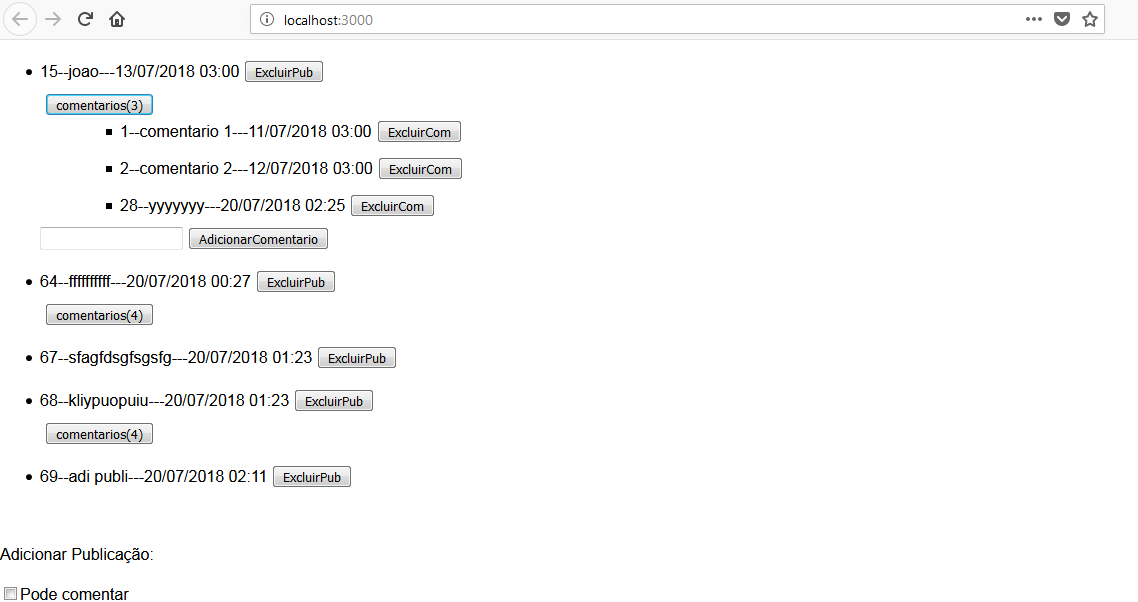 localhost:3000
15--joao---13/07/2018 03:00 ExcluirPub
comentarios(3)
1--comentario 1---11/07/2018 03:00 ExcluirCom
2--comentario 2---12/07/2018 03:00 ExcluirCom
28--yyyyyyy---20/07/2018 02:25 ExcluirCom
AdicionarComentario
64--ffffffffff---20/07/2018 00:27 ExcluirPub
comentarios(4)
67--sfagfdsgfsgsfg---20/07/2018 01:23 ExcluirPub
68--kliypuopuiu---20/07/2018 01:23 ExcluirPub
comentarios(4)
69--adi publi---20/07/2018 02:11 ExcluirPub
Adicionar Publicação:
Pode comentar